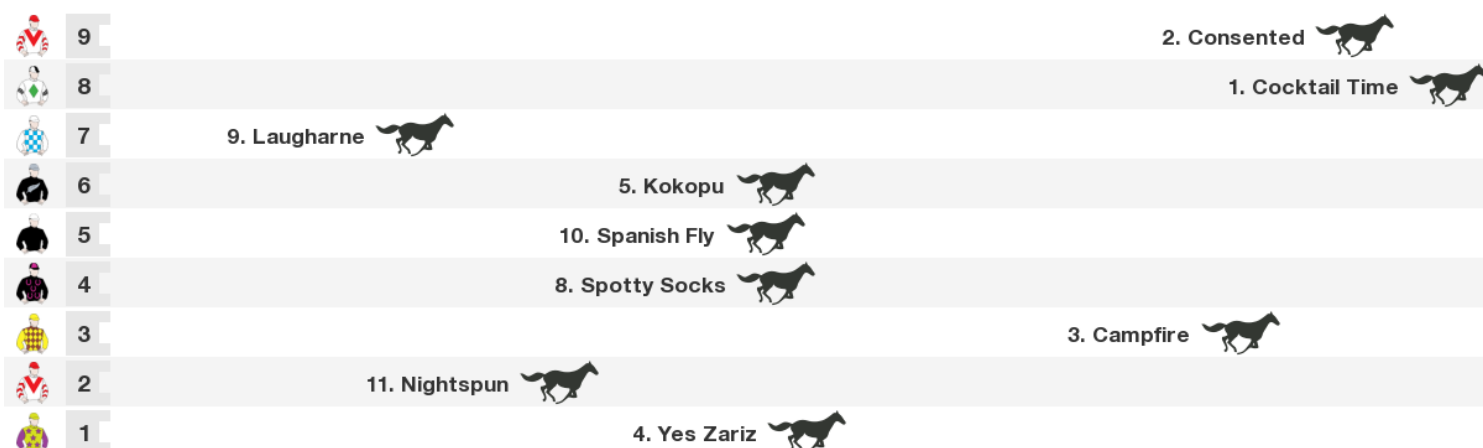 9 2. Consented
8 1. Cocktail Time
7 9. Laugharne
6 5. Kokopu
5 10. Spanish Fly
4 8. Spotty Socks
3 3. Campfire
2 11. Nightspun
1 4. Yes Zariz